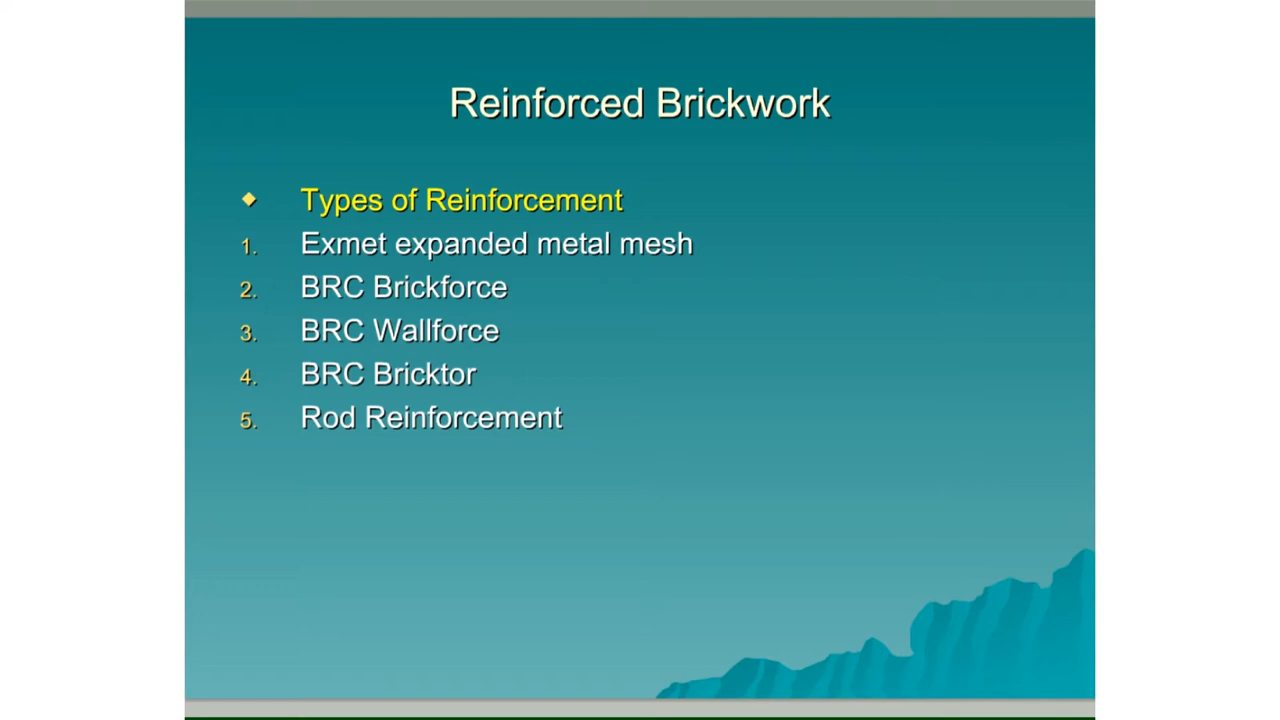 Reinforced Brickwork
Types of Reinforcement
1. Exmet expanded metal mesh
2. BRC Brickforce
3. BRC Wallforce
4. BRC Bricktor
5. Rod Reinforcement